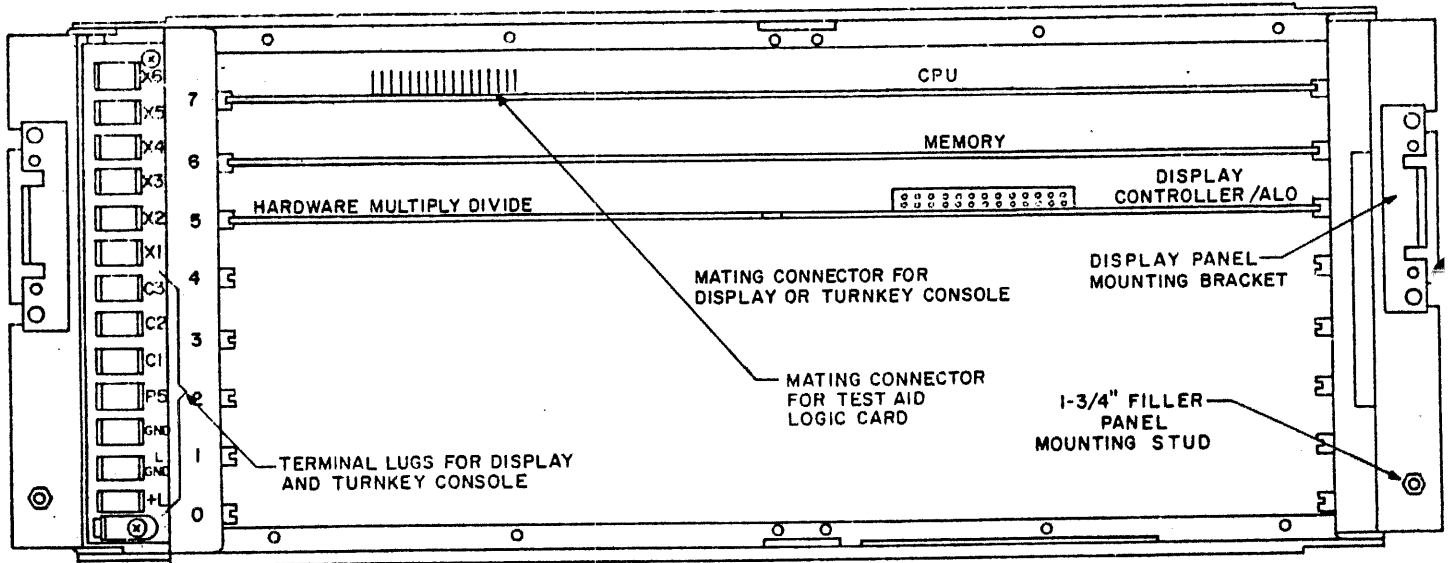 X6
X5
X4
X3
X2
X1
C3
C2
C1
P5
GND
L
GND
+L
7
6
5
4
3
2
1
0
CPU
MEMORY
DISPLAY
CONTROLLER/ALO
HARDWARE MULTIPLY DIVIDE
MATING CONNECTOR FOR
DISPLAY OR TURNKEY CONSOLE
DISPLAY PANEL
MOUNTING BRACKET
MATING CONNECTOR
FOR TEST AID
LOGIC CARD
1-3/4" FILLER
PANEL
MOUNTING STUD
TERMINAL LUGS FOR DISPLAY
AND TURNKEY CONSOLE